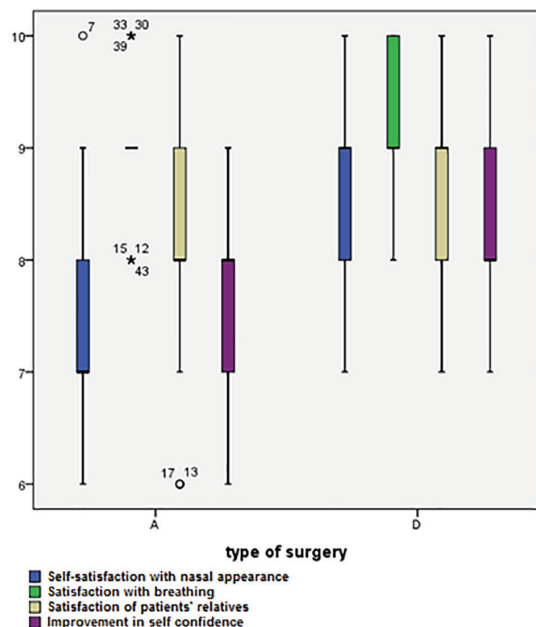 10
7
33 30
39
9
15 12
8
43
7
17 13
6
A D
type of surgery
Self-satisfaction with nasal appearance
Satisfaction with breathing
Satisfaction of patients' relatives
Improvement in self confidence